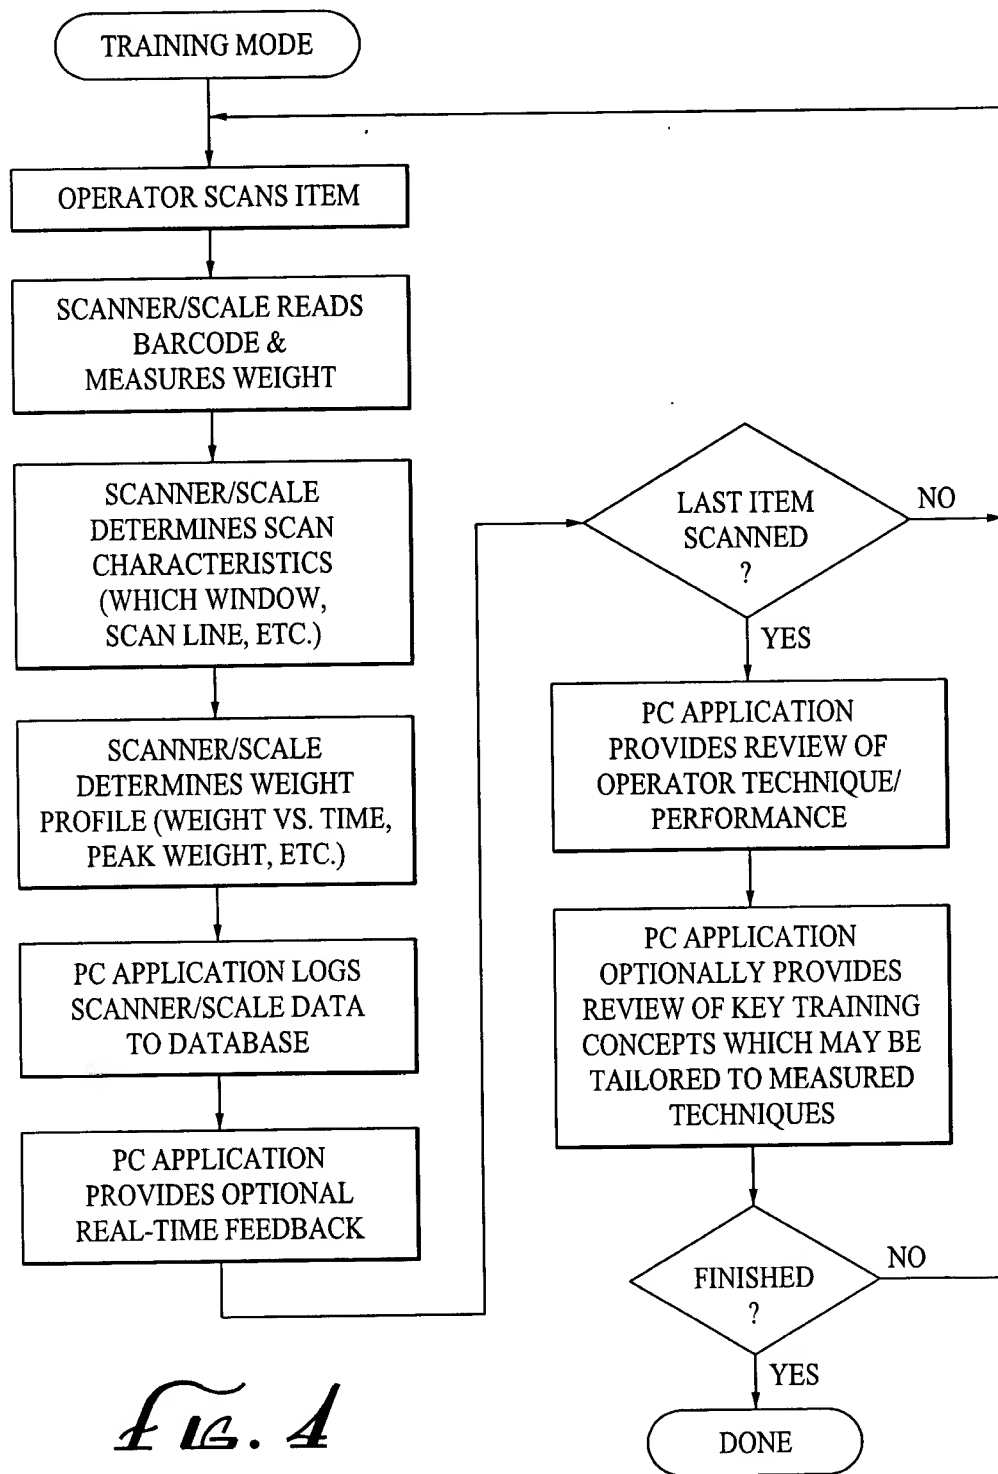 TRAINING MODE
OPERATOR SCANS ITEM
SCANNER/SCALE READS
BARCODE &
MEASURES WEIGHT
SCANNER/SCALE
DETERMINES SCAN
CHARACTERISTICS
(WHICH WINDOW,
SCAN LINE, ETC.)
SCANNER/SCALE
DETERMINES WEIGHT
PROFILE (WEIGHT VS. TIME,
PEAK WEIGHT, ETC.)
PC APPLICATION LOGS
SCANNER/SCALE DATA
TO DATABASE
PC APPLICATION
PROVIDES OPTIONAL
REAL-TIME FEEDBACK
LAST ITEM
SCANNED
?
NO
YES
PC APPLICATION
PROVIDES REVIEW OF
OPERATOR TECHNIQUE/
PERFORMANCE
PC APPLICATION
OPTIONALLY PROVIDES
REVIEW OF KEY TRAINING
CONCEPTS WHICH MAY BE
TAILORED TO MEASURED
TECHNIQUES
FINISHED
?
NO
YES
DONE
FIG. 4